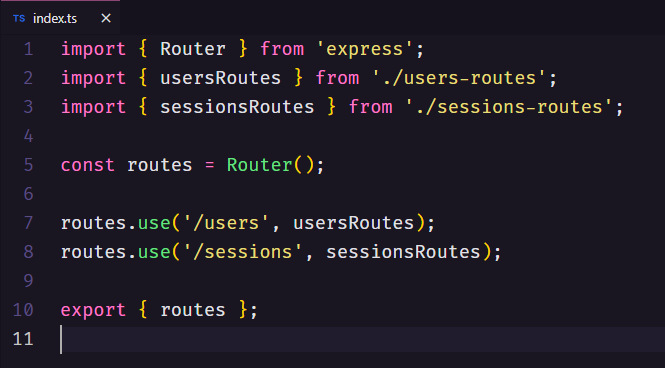 TS index.ts ×
1 import { Router } from 'express';
2 import { usersRoutes } from './users-routes';
3 import { sessionsRoutes } from './sessions-routes';
4
5 const routes = Router();
6
7 routes.use('/users', usersRoutes);
8 routes.use('/sessions', sessionsRoutes);
9
10 export { routes };
11